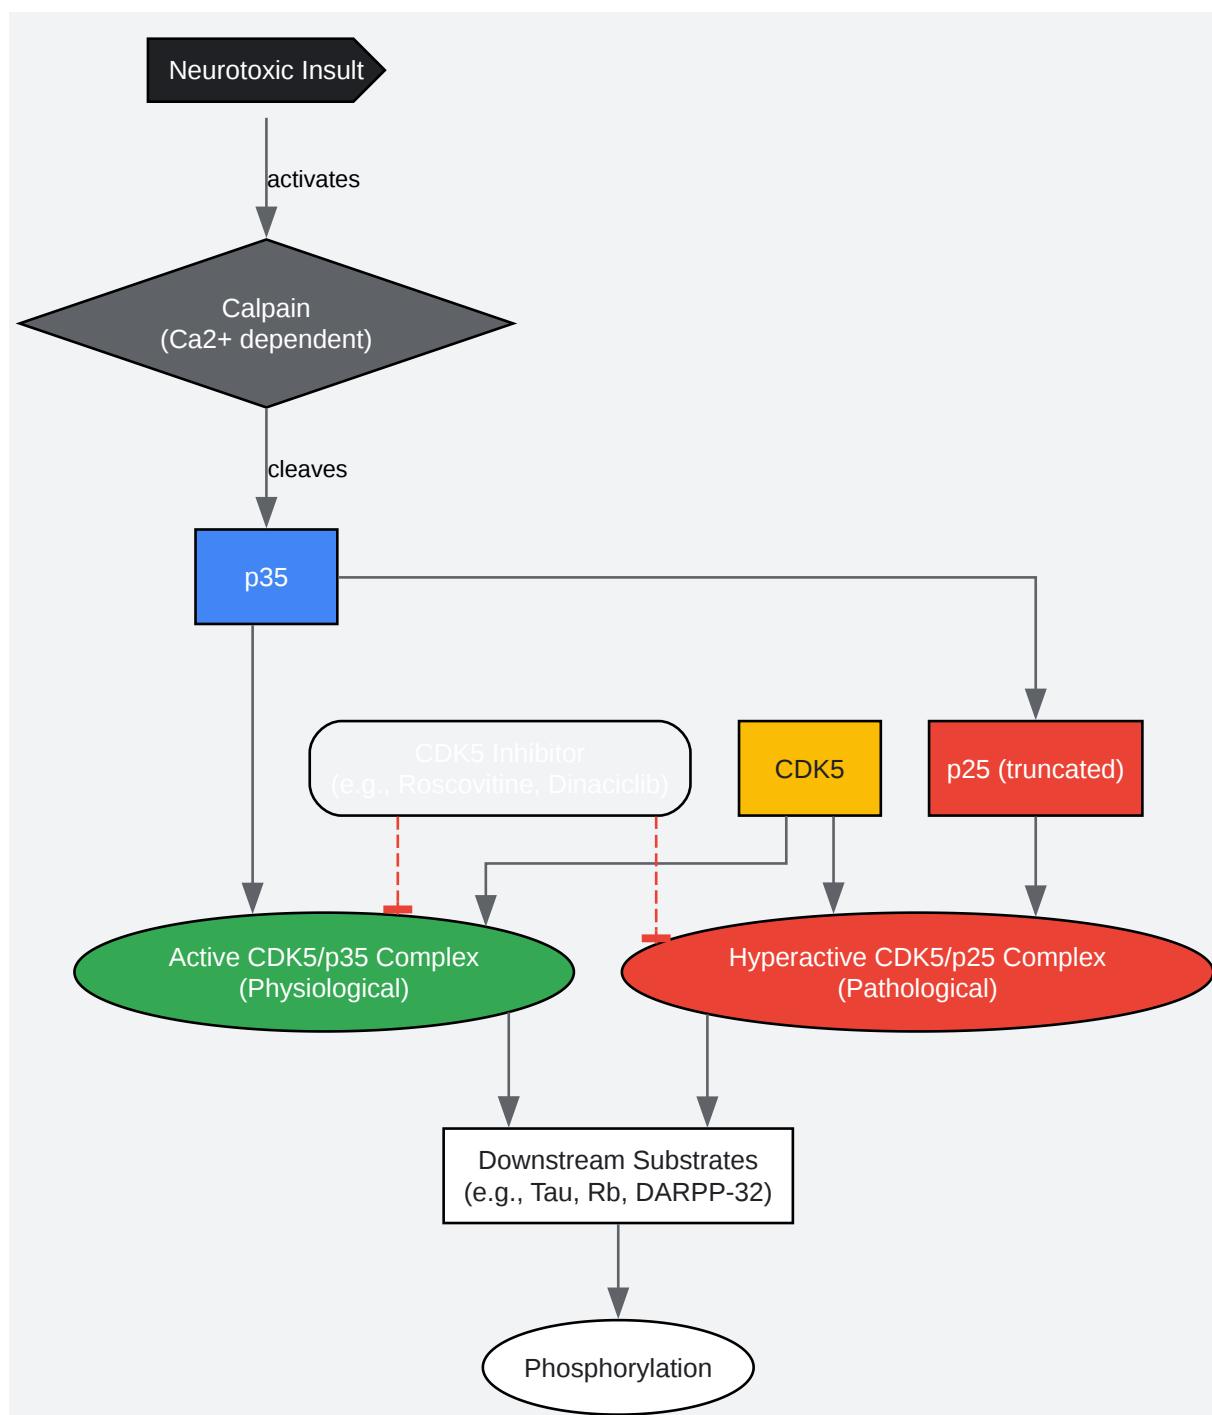 Neurotoxic Insult
activates
Calpain
(Ca2+ dependent)
cleaves
p35
CDK5 Inhibitor
(e.g., Roscovitine, Dinaciclib)
CDK5
p25 (truncated)
Active CDK5/p35 Complex
(Physiological)
Hyperactive CDK5/p25 Complex
(Pathological)
Downstream Substrates
(e.g., Tau, Rb, DARPP-32)
Phosphorylation